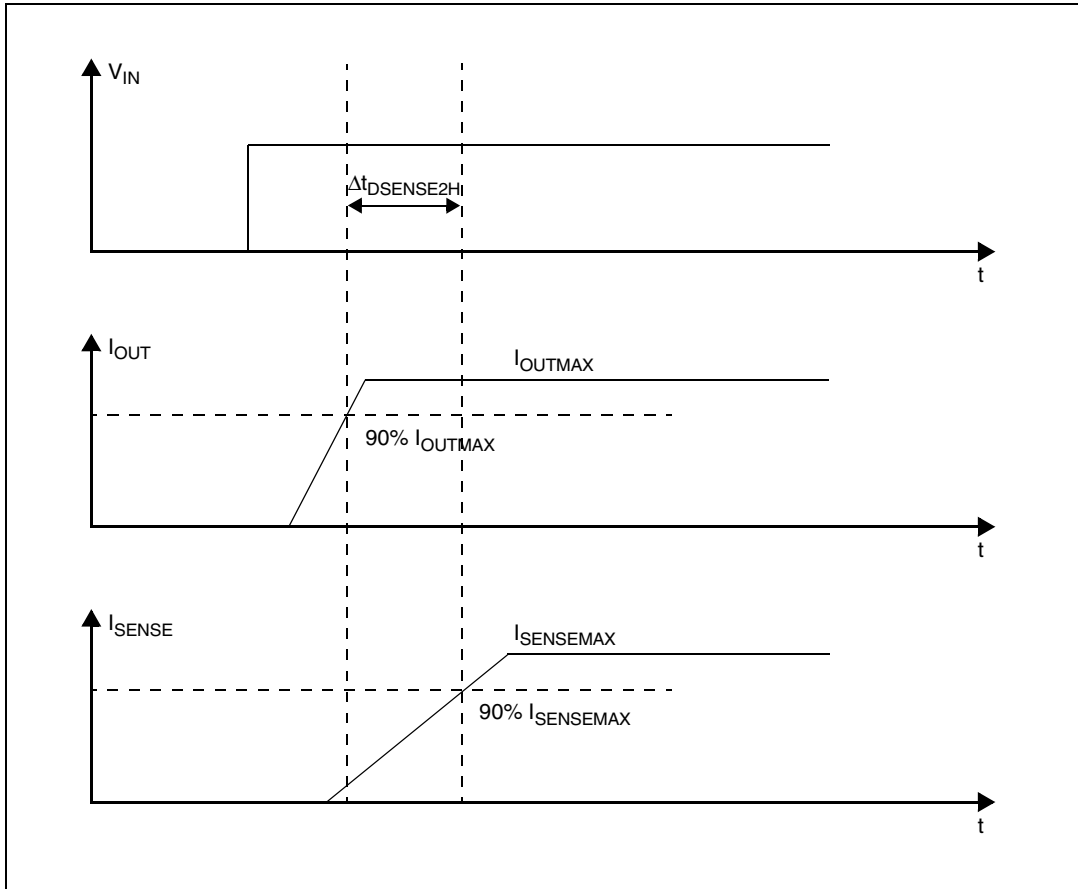 V_IN
Δt_DSENSE2H
t
I_OUT
I_OUTMAX
90% I_OUTMAX
t
I_SENSE
I_SENSEMAX
90% I_SENSEMAX
t